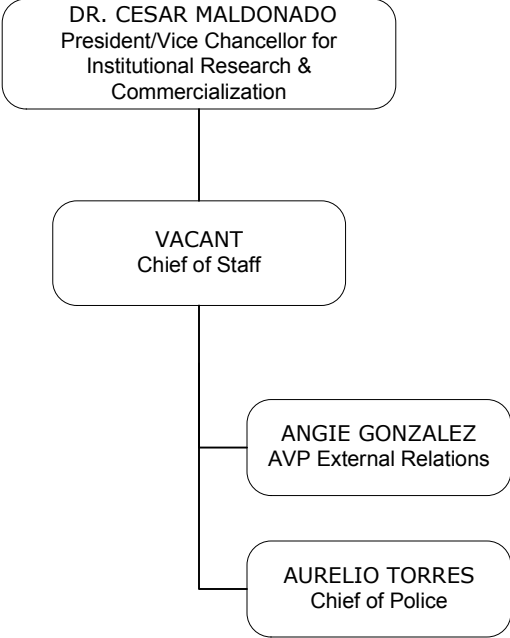 DR. CESAR MALDONADO
President/Vice Chancellor for
Institutional Research &
Commercialization
VACANT
Chief of Staff
ANGIE GONZALEZ
AVP External Relations
AURELIO TORRES
Chief of Police